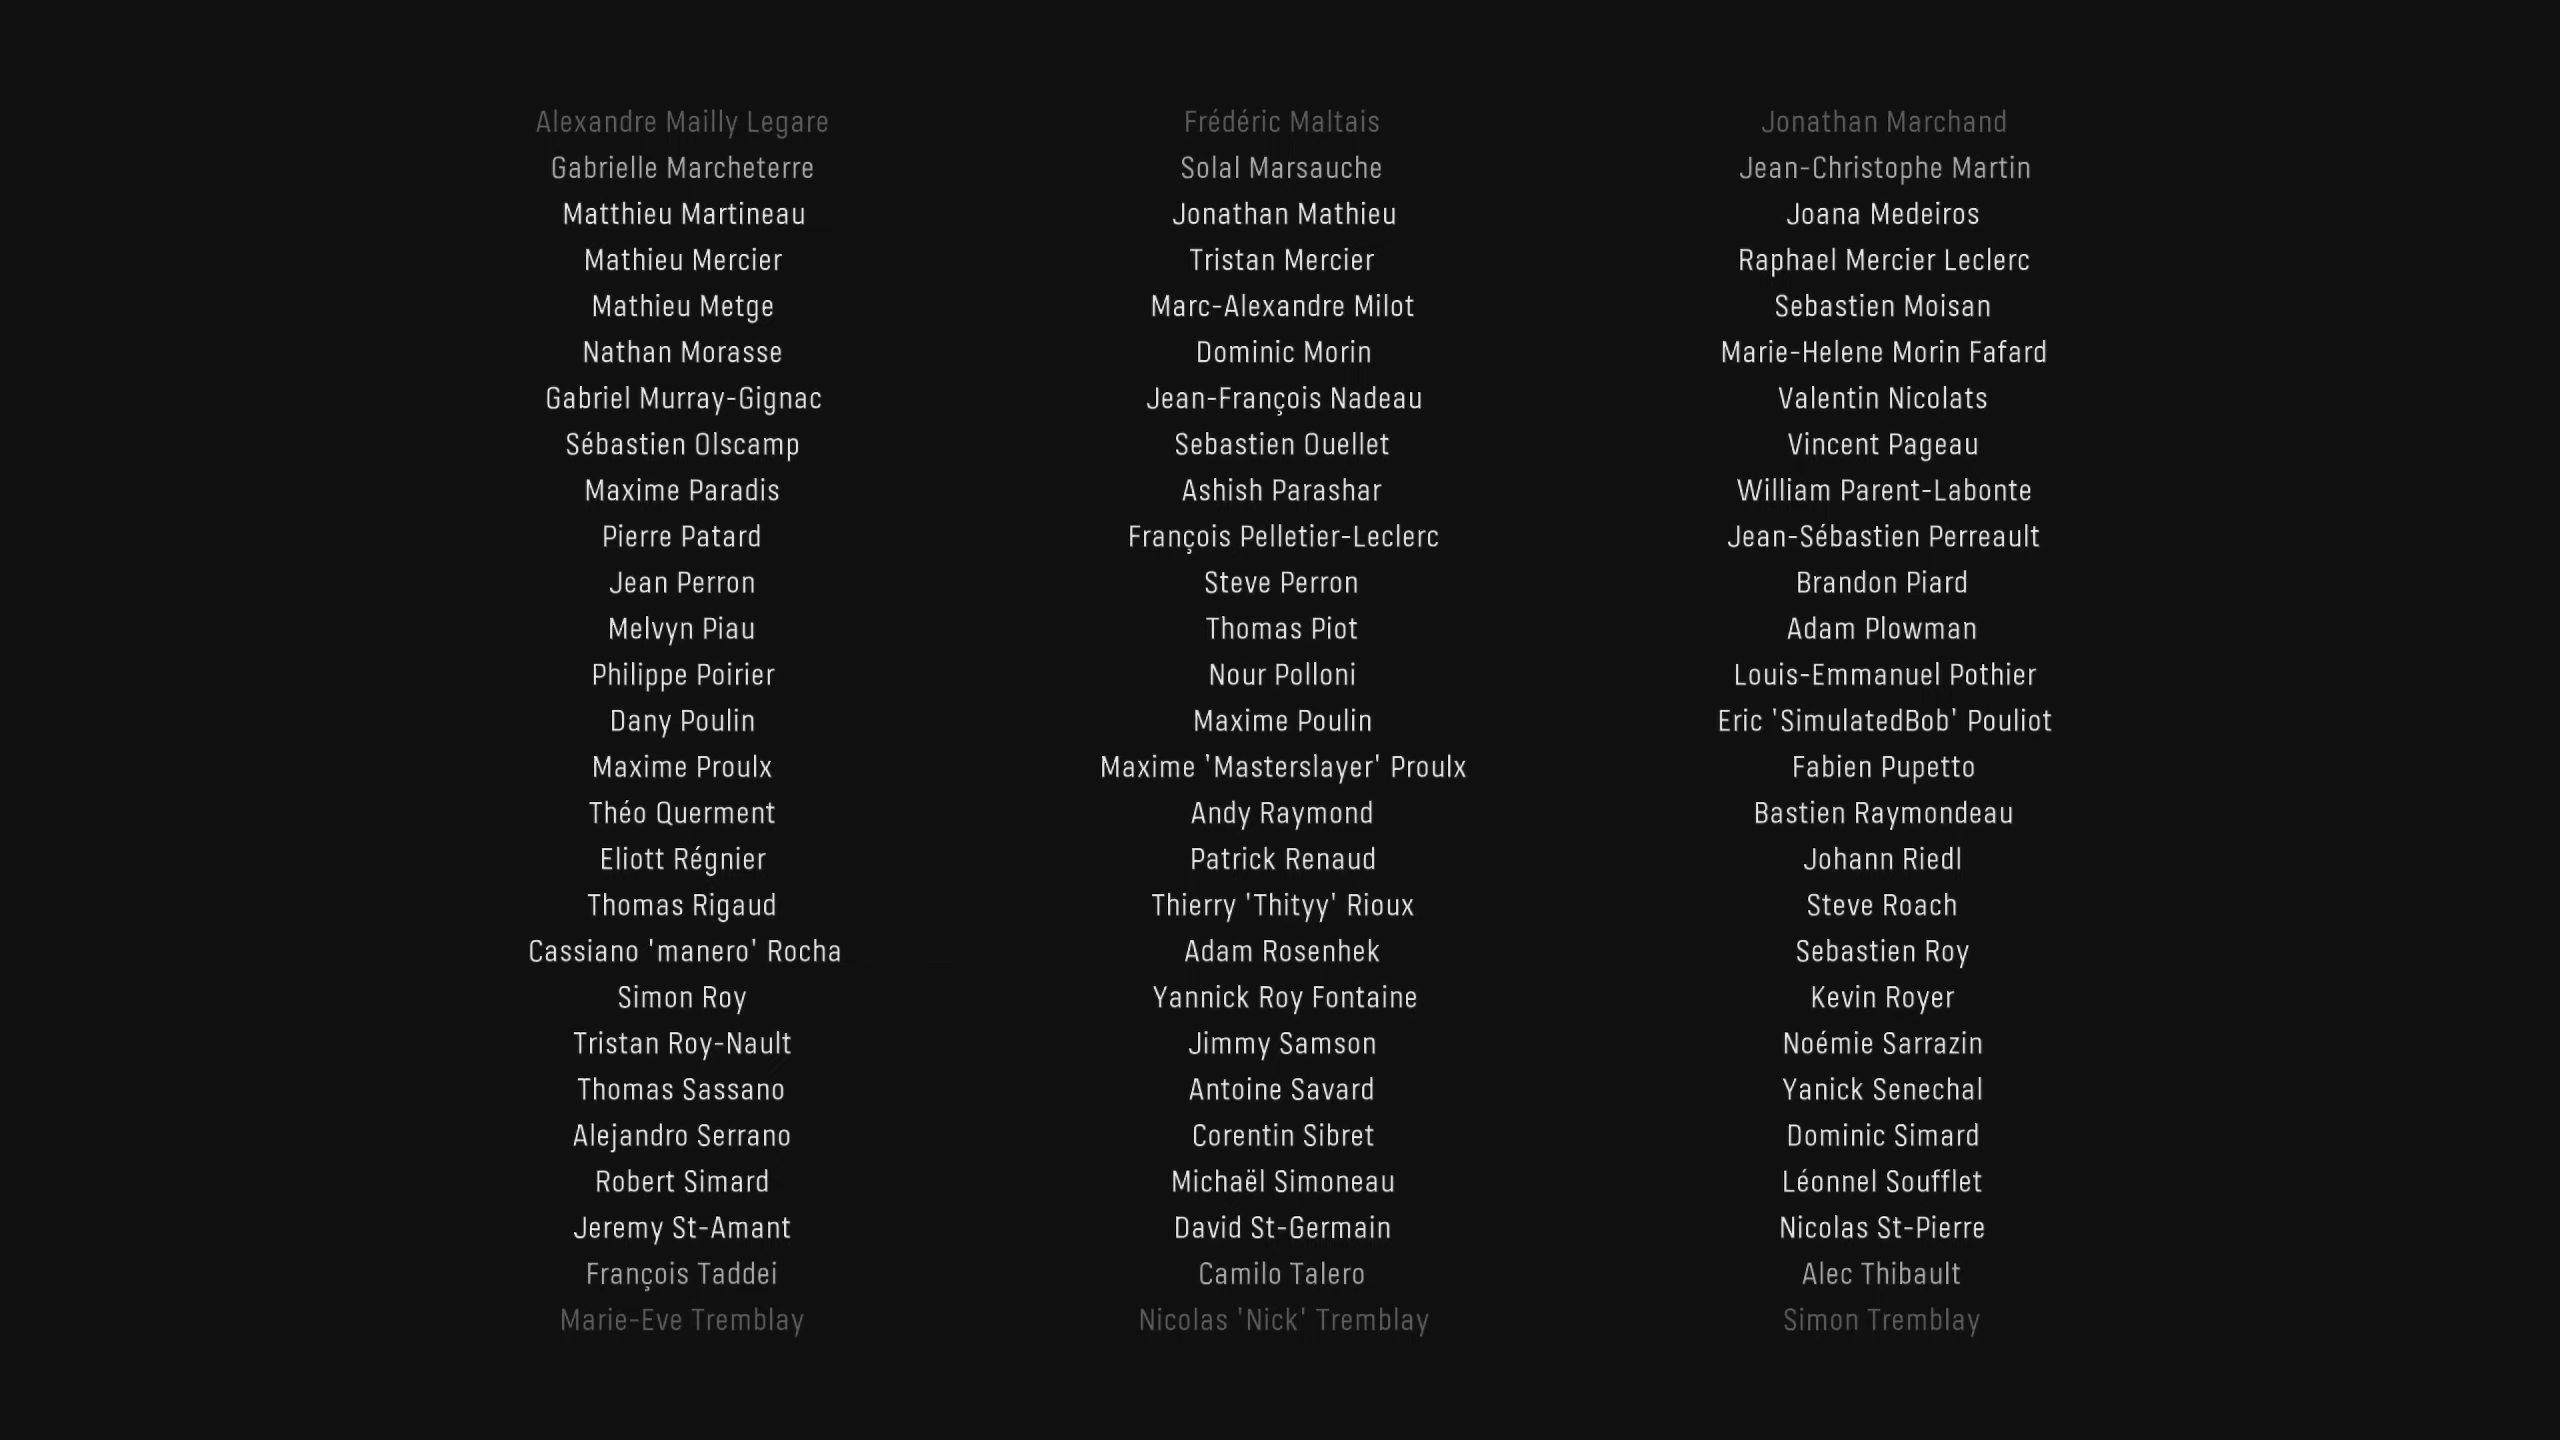 Alexandre Mailly Legare Frédéric Maltais Jonathan Marchand
Gabrielle Marcheterre Solal Marsauche Jean-Christophe Martin
Matthieu Martineau Jonathan Mathieu Joana Medeiros
Mathieu Mercier Tristan Mercier Raphael Mercier Leclerc
Mathieu Metge Marc-Alexandre Milot Sebastien Moisan
Nathan Morasse Dominic Morin Marie-Helene Morin Fafard
Gabriel Murray-Gignac Jean-François Nadeau Valentin Nicolats
Sébastien Olscamp Sebastien Ouellet Vincent Pageau
Maxime Paradis Ashish Parashar William Parent-Labonte
Pierre Patard François Pelletier-Leclerc Jean-Sébastien Perreault
Jean Perron Steve Perron Brandon Piard
Melvyn Piau Thomas Piot Adam Plowman
Philippe Poirier Nour Polloni Louis-Emmanuel Pothier
Dany Poulin Maxime Poulin Eric 'SimulatedBob' Pouliot
Maxime Proulx Maxime 'Masterslayer' Proulx Fabien Pupetto
Théo Querment Andy Raymond Bastien Raymondeau
Eliott Régnier Patrick Renaud Johann Riedl
Thomas Rigaud Thierry 'Thityy' Rioux Steve Roach
Cassiano 'manero' Rocha Adam Rosenhek Sebastien Roy
Simon Roy Yannick Roy Fontaine Kevin Royer
Tristan Roy-Nault Jimmy Samson Noémie Sarrazin
Thomas Sassano Antoine Savard Yanick Senechal
Alejandro Serrano Corentin Sibret Dominic Simard
Robert Simard Michaël Simoneau Léonnel Soufflet
Jeremy St-Amant David St-Germain Nicolas St-Pierre
François Taddei Camilo Talero Alec Thibault
Marie-Eve Tremblay Nicolas 'Nick' Tremblay Simon Tremblay